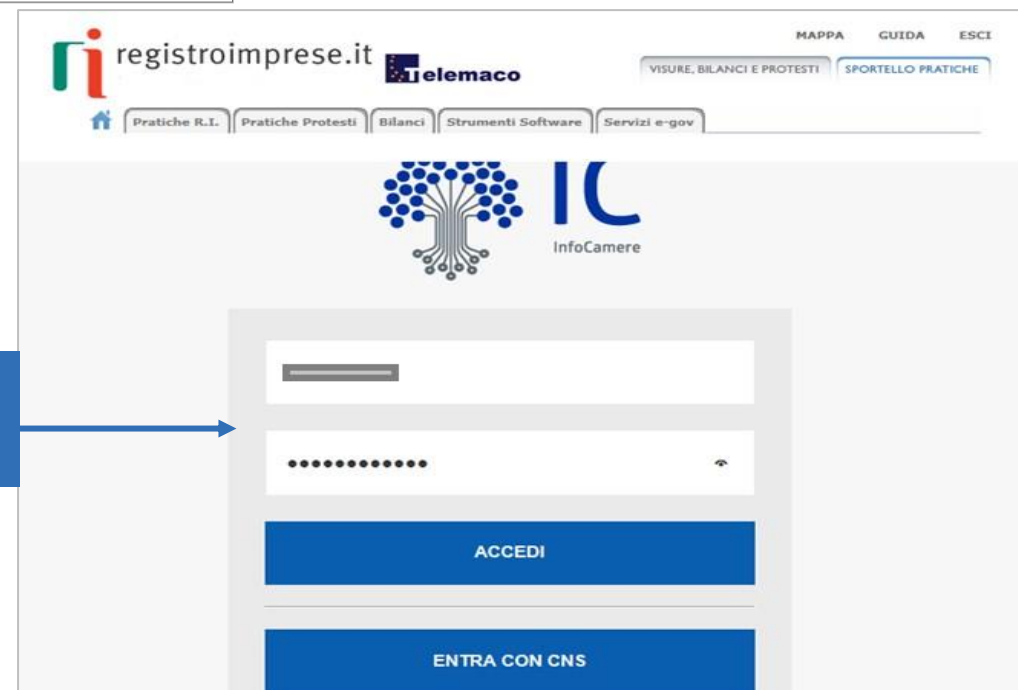 MAPPA GUIDA ESCI
registroimprese.it
Telemaco
VISURE, BILANCI E PROTESTI SPORTELLO PRATICHE
Pratiche R.I. Pratiche Protesti Bilanci Strumenti Software Servizi e-gov
IC
InfoCamere
••••••••••••
ACCEDI
ENTRA CON CNS